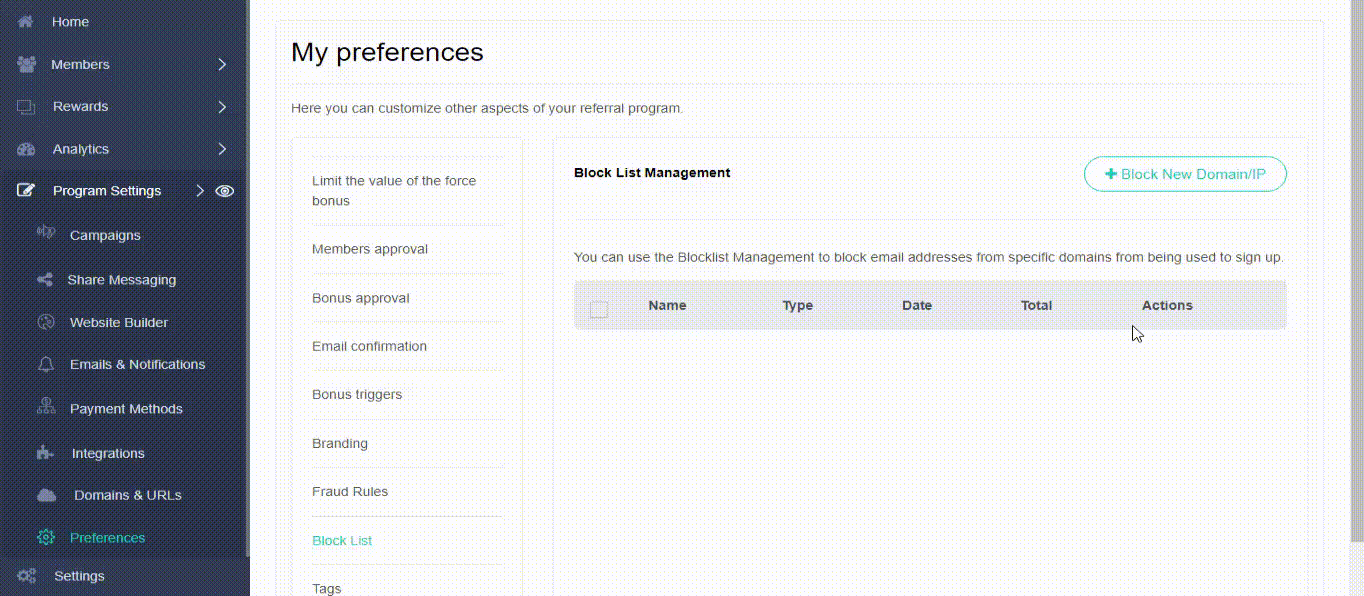 Home
Members
Rewards
Analytics
Program Settings
Campaigns
Share Messaging
Website Builder
Emails & Notifications
Payment Methods
Integrations
Domains & URLs
Preferences
Settings
My preferences
Here you can customize other aspects of your referral program.
Limit the value of the force
bonus
Members approval
Bonus approval
Email confirmation
Bonus triggers
Branding
Fraud Rules
Block List
Tags
Block List Management
Block New Domain/IP
You can use the Blocklist Management to block email addresses from specific domains from being used to sign up.
Name Type Date Total Actions